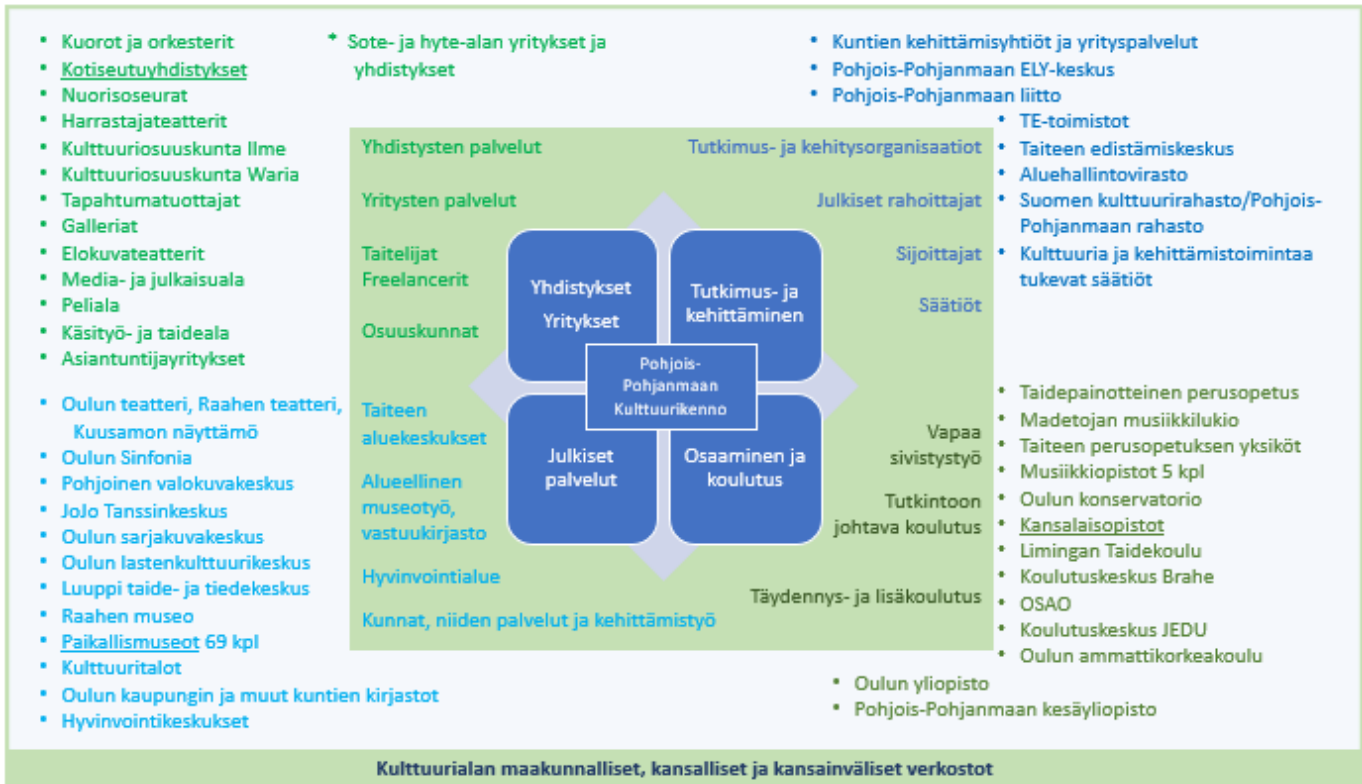 • Kuorot ja orkesterit
• Kotiseutuyhdistykset
• Nuorisoseurat
• Harrastajateatterit
• Kulttuuriosuuskunta Ilme
• Kulttuuriosuuskunta Waria
• Tapahtumatuottajat
• Galleriat
• Elokuvateatterit
• Media- ja julkaisuala
• Peliala
• Käsityö- ja taideala
• Asiantuntijayritykset
* Sote- ja hyte-alan yritykset ja
yhdistykset
• Kuntien kehittämisyhtiöt ja yrityspalvelut
• Pohjois-Pohjanmaan ELY-keskus
• Pohjois-Pohjanmaan liitto
• TE-toimistot
• Taiteen edistämiskeskus
• Aluehallintovirasto
• Suomen kulttuurirahasto/Pohjois-
Pohjanmaan rahasto
• Kulttuuria ja kehittämistoimintaa
tukevat säätiöt
Yhdistysten palvelut
Yritysten palvelut
Taitelijat
Freelancerit
Osuuskunnat
Tutkimus- ja kehitysorganisaatiot
Julkiset rahoittajat
Sijoittajat
Säätiöt
Yhdistykset
Yritykset
Tutkimus- ja
kehittäminen
Pohjois-
Pohjanmaan
Kulttuurikenno
Julkiset
palvelut
Osaaminen ja
koulutus
• Oulun teatteri, Raahen teatteri,
Kuusamon näyttämö
• Oulun Sinfonia
• Pohjoinen valokuvakeskus
• JoJo Tanssinkeskus
• Oulun sarjakuvakeskus
• Oulun lastenkulttuurikeskus
• Luuppi taide- ja tiedekeskus
• Raahen museo
• Paikallismuseot 69 kpl
• Kulttuuritalot
• Oulun kaupungin ja muut kuntien kirjastot
• Hyvinvointikeskukset
Taiteen
aluekeskukset
Alueellinen
museotyö,
vastuukirjasto
Hyvinvointialue
Kunnat, niiden palvelut ja kehittämistyö
Vapaa
sivistystyö
Tutkintoon
johtava koulutus
Täydennys- ja lisäkoulutus
• Taidepainotteinen perusopetus
• Madetojan musiikkilukio
• Taiteen perusopetuksen yksiköt
• Musiikkiopistot 5 kpl
• Oulun konservatorio
• Kansalaisopistot
• Limingan Taidekoulu
• Koulutuskeskus Brahe
• OSAO
• Koulutuskeskus JEDU
• Oulun ammattikorkeakoulu
• Oulun yliopisto
• Pohjois-Pohjanmaan kesäyliopisto
Kulttuurialan maakunnalliset, kansalliset ja kansainväliset verkostot